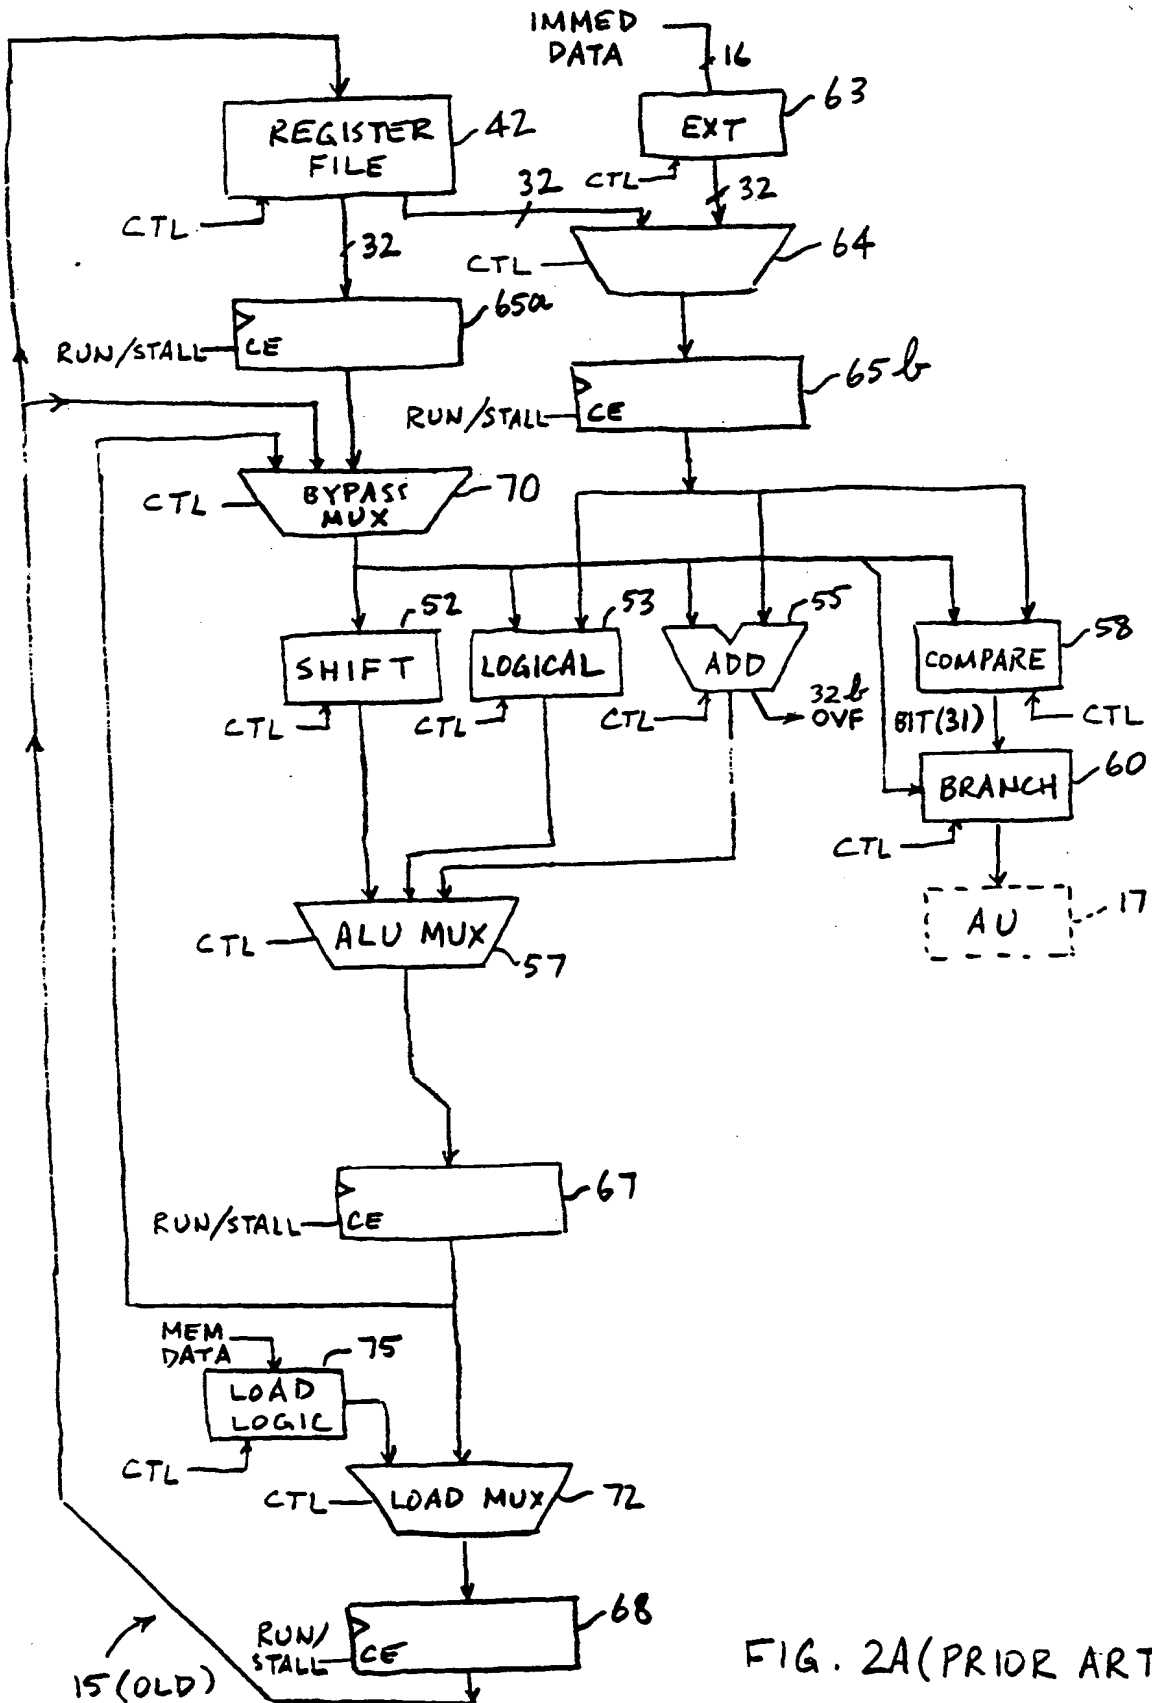 IMMED
DATA
16
REGISTER
FILE
42
EXT
63
CTL
32
CTL
32
32
CTL
64
65a
RUN/STALL
CE
65b
RUN/STALL
CE
CTL
BYPASS
MUX
70
SHIFT
52
CTL
LOGICAL
53
CTL
ADD
55
CTL
32b
OVF
COMPARE
58
BIT(31)
CTL
BRANCH
60
CTL
AU
17
CTL
ALU MUX
57
67
RUN/STALL
CE
MEM
DATA
75
LOAD
LOGIC
CTL
CTL
LOAD MUX
72
68
RUN/
STALL
CE
15(OLD)
FIG. 2A(PRIOR ART